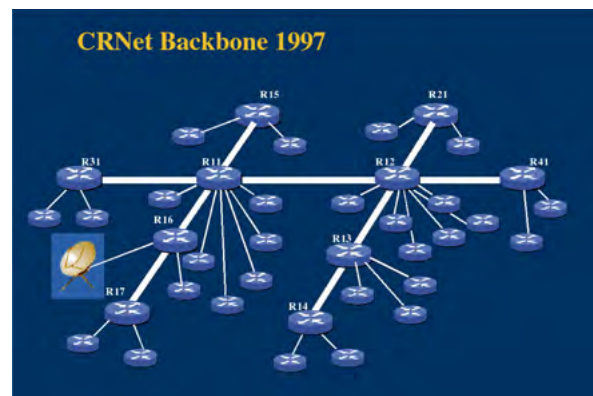 CRNet Backbone 1997
R15
R21
R31
R11
R12
R41
R16
R13
R17
R14